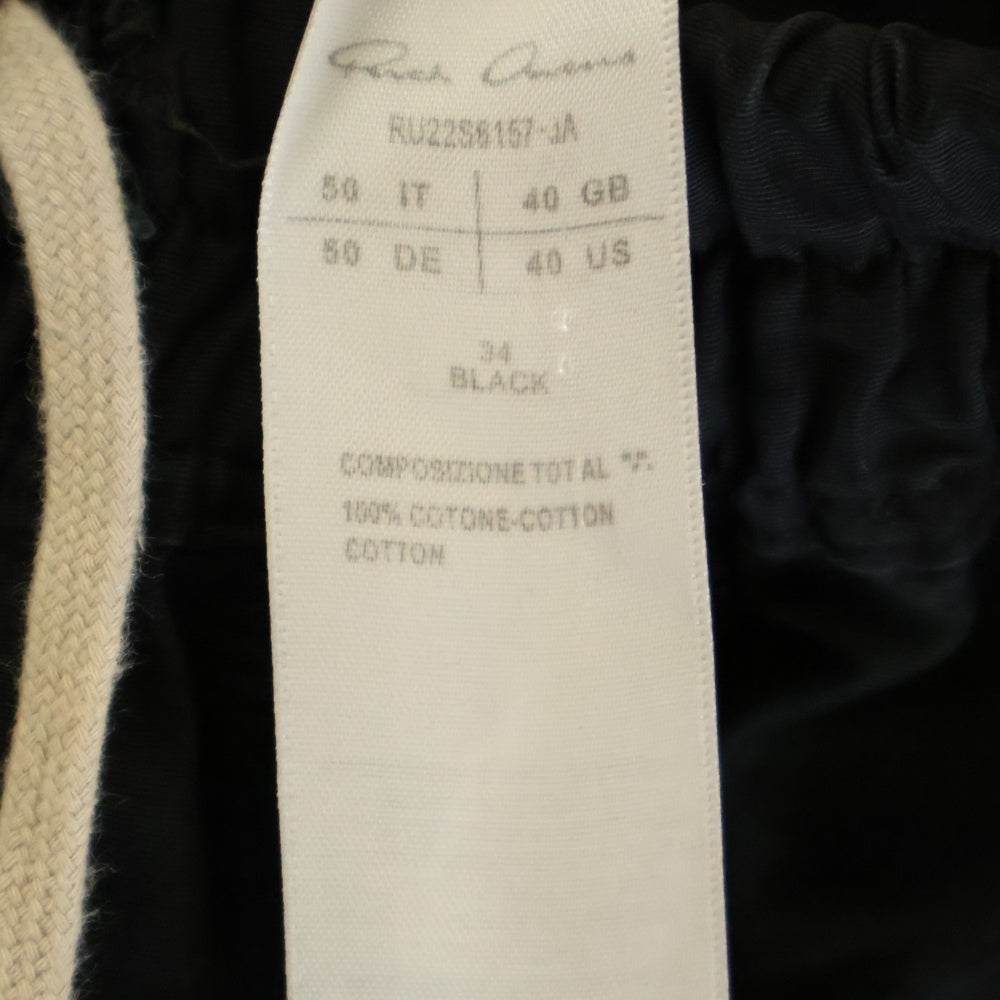 Rick Owens
RU22S6157-JA
50 IT 40 GB
50 DE 40 US
34
BLACK
COMPOSIZIONE TOTAL
100% COTONE-COTTON
COTTON